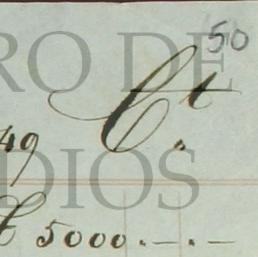 50
RO DE
49 Ct.
DIOS
5000.-.-